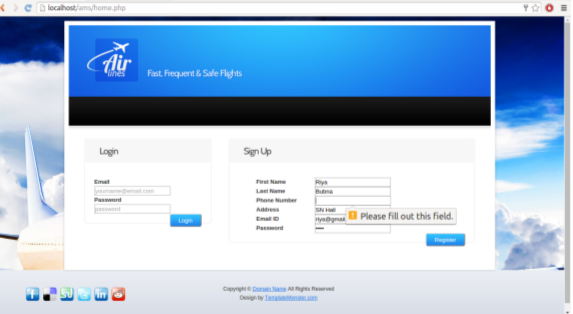 localhost/ams/home.php
Air
lines
Fast, Frequent & Safe Flights
Login
Email
yourname@email.com
Password
password
Login
Sign Up
First Name Riya
Last Name Bubna
Phone Number
Address SN Hall
Email ID riya@gmail
Please fill out this field.
Password ••••
Register
Copyright © Domain Name All Rights Reserved
Design by TemplateMonster.com